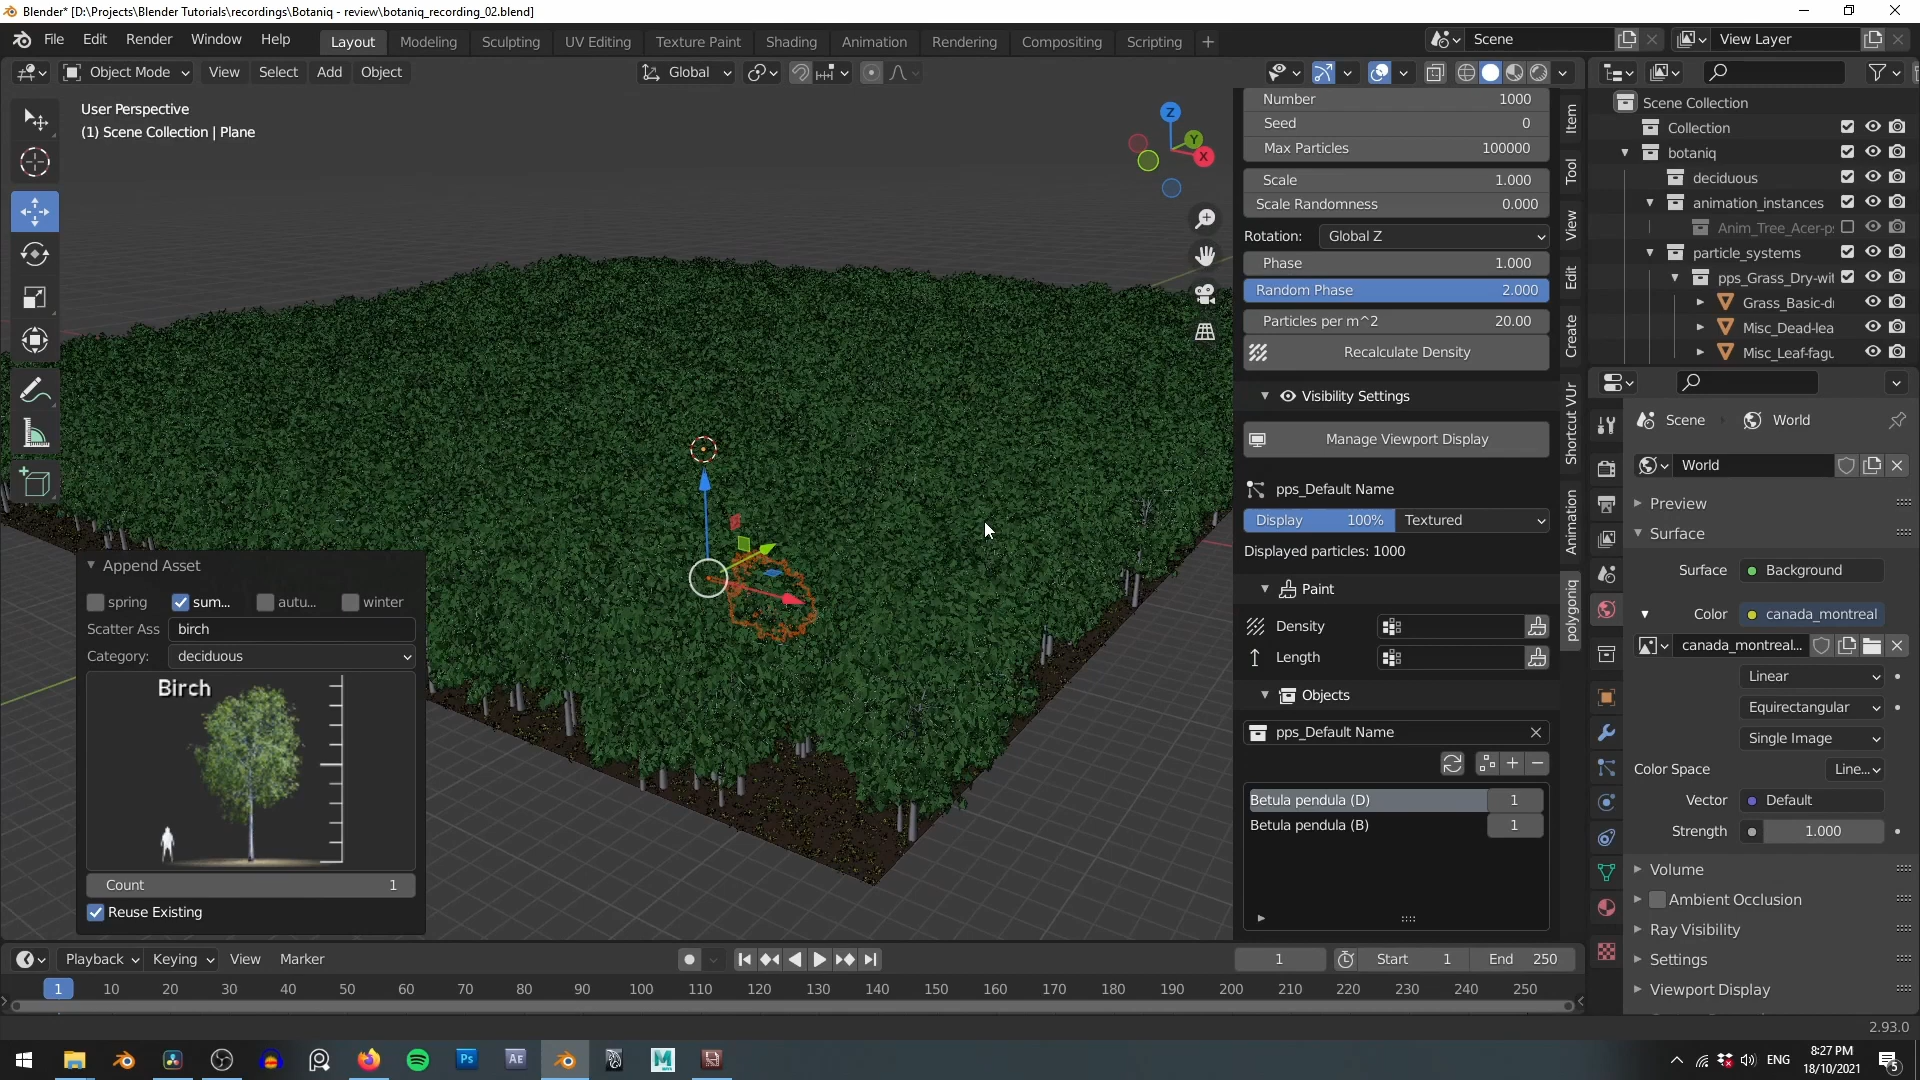 Blender* [D:\Projects\Blender Tutorials\recordings\Botaniq - review\botaniq_recording_02.blend]
File Edit Render Window Help
Layout Modeling Sculpting UV Editing Texture Paint Shading Animation Rendering Compositing Scripting +
Scene
View Layer
Object Mode View Select Add Object
Global
User Perspective
(1) Scene Collection | Plane
Z
Y
X
Number 1000
Seed 0
Max Particles 100000
Scale 1.000
Scale Randomness 0.000
Rotation: Global Z
Phase 1.000
Random Phase 2.000
Particles per m^2 20.00
Recalculate Density
Visibility Settings
Manage Viewport Display
pps_Default Name
Display 100% Textured
Displayed particles: 1000
Paint
Density
Length
Objects
pps_Default Name
Betula pendula (D) 1
Betula pendula (B) 1
Item
Tool
View
Edit
Create
Shortcut VUr
Animation
polygoniq
Scene Collection
Collection
botaniq
deciduous
animation_instances
Anim_Tree_Acer-p
particle_systems
pps_Grass_Dry-wit
Grass_Basic-d
Misc_Dead-lea
Misc_Leaf-fagu
Scene World
World
Preview
Surface
Surface Background
Color canada_montreal
canada_montreal...
Linear
Equirectangular
Single Image
Color Space Line...
Vector Default
Strength 1.000
Volume
Ambient Occlusion
Ray Visibility
Settings
Viewport Display
Append Asset
spring sum... autu... winter
Scatter Ass birch
Category: deciduous
Birch
Count 1
Reuse Existing
Playback Keying View Marker
1 Start 1 End 250
1 10 20 30 40 50 60 70 80 90 100 110 120 130 140 150 160 170 180 190 200 210 220 230 240 250
2.93.0
Ps
Ae
M
ENG
8:27 PM
18/10/2021
5